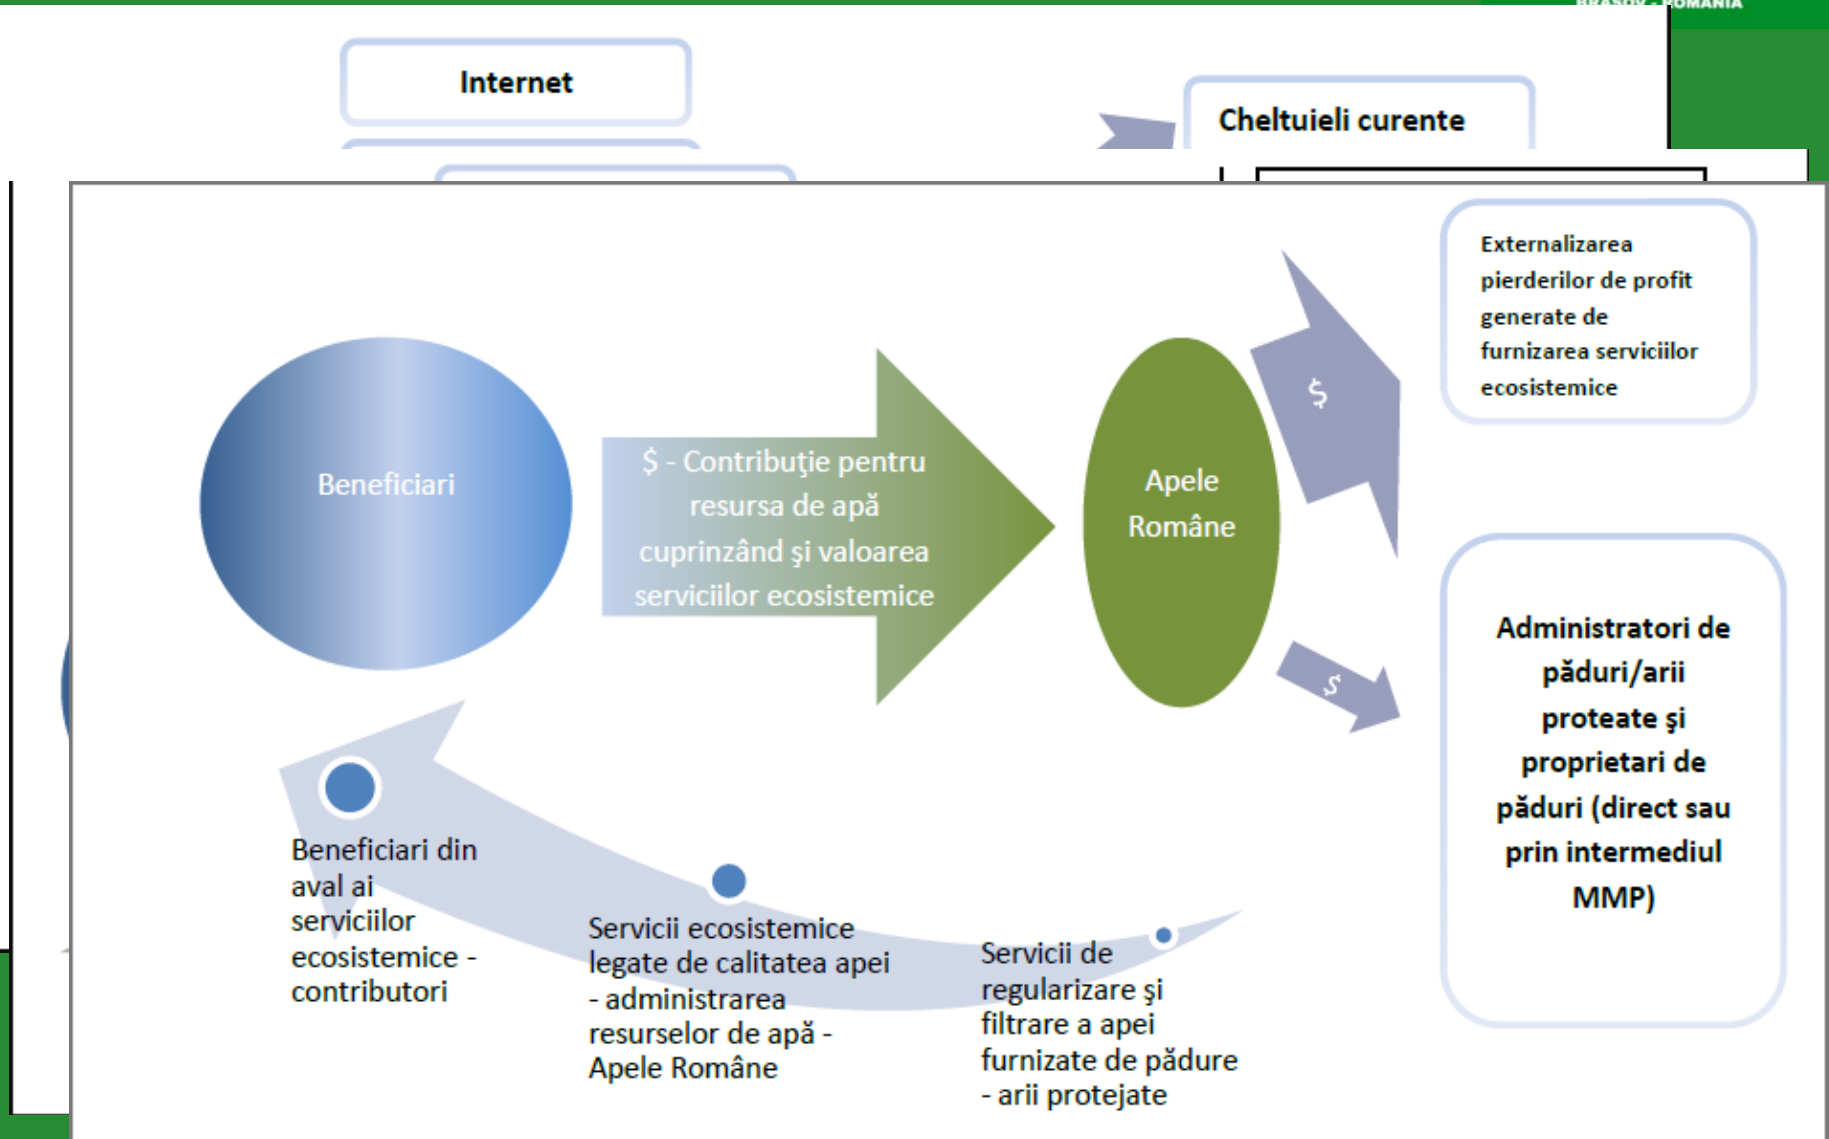 BRAȘOV - ROMANIA
Internet
Cheltuieli curente
Externalizarea
pierderilor de profit
generate de
furnizarea serviciilor
ecosistemice
Beneficiari
$ - Contribuţie pentru
resursa de apă
cuprinzând şi valoarea
serviciilor ecosistemice
Apele
Române
$
$
Administratori de
păduri/arii
proteate şi
proprietari de
păduri (direct sau
prin intermediul
MMP)
Beneficiari din
aval ai
serviciilor
ecosistemice -
contributori
Servicii ecosistemice
legate de calitatea apei
- administrarea
resurselor de apă -
Apele Române
Servicii de
regularizare şi
filtrare a apei
furnizate de pădure
- arii protejate